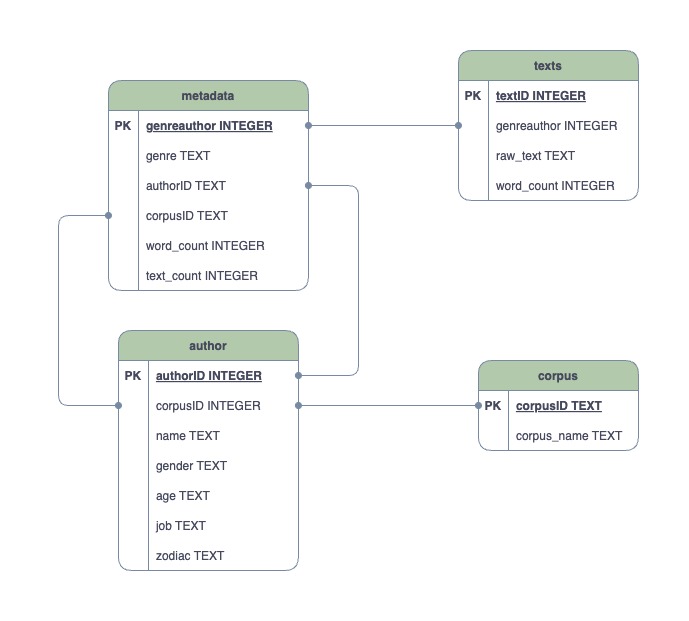 metadata
PK genreauthor INTEGER
genre TEXT
authorID TEXT
corpusID TEXT
word_count INTEGER
text_count INTEGER
texts
PK textID INTEGER
genreauthor INTEGER
raw_text TEXT
word_count INTEGER
author
PK authorID INTEGER
corpusID INTEGER
name TEXT
gender TEXT
age TEXT
job TEXT
zodiac TEXT
corpus
PK corpusID TEXT
corpus_name TEXT